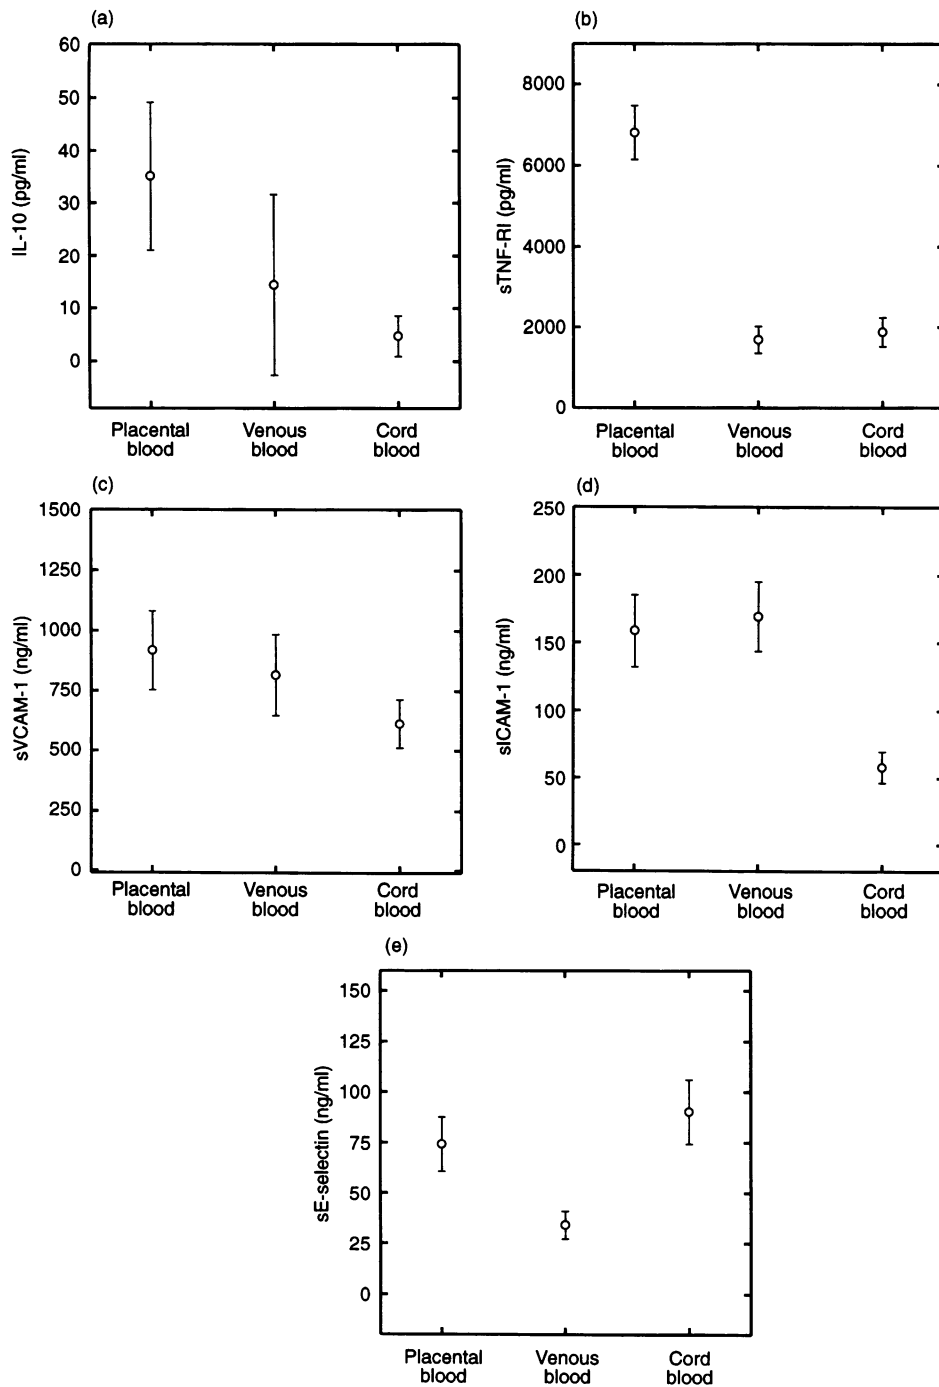 (a)
60
50
40
30
20
10
0
IL-10 (pg/ml)
Placental blood
Venous blood
Cord blood
(b)
8000
6000
4000
2000
0
sTNF-RI (pg/ml)
Placental blood
Venous blood
Cord blood
(c)
1500
1250
1000
750
500
250
0
sVCAM-1 (ng/ml)
Placental blood
Venous blood
Cord blood
(d)
250
200
150
100
50
0
sICAM-1 (ng/ml)
Placental blood
Venous blood
Cord blood
(e)
150
125
100
75
50
25
0
sE-selectin (ng/ml)
Placental blood
Venous blood
Cord blood